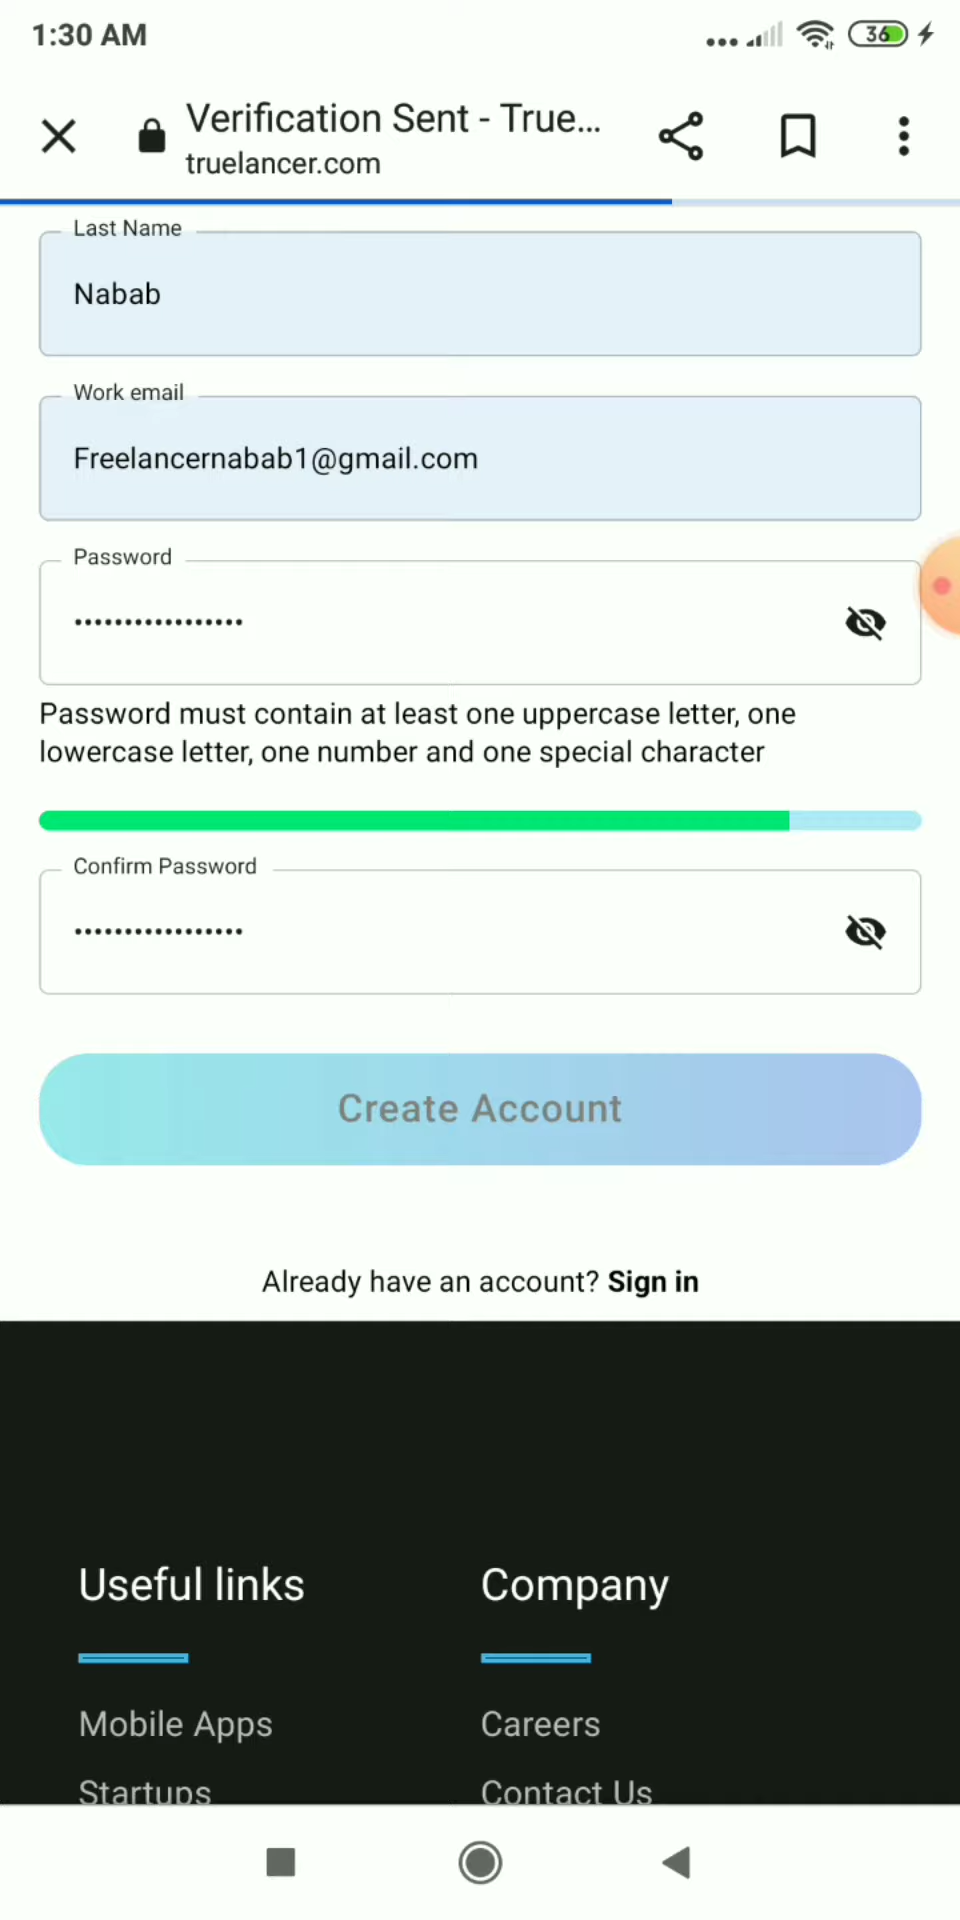 1:30 AM
36
Verification Sent - True...
truelancer.com
Last Name
Nabab
Work email
Freelancernabab1@gmail.com
Password
•••••••••••••••••
Password must contain at least one uppercase letter, one
lowercase letter, one number and one special character
Confirm Password
•••••••••••••••••
Create Account
Already have an account? Sign in
Useful links
Company
Mobile Apps
Careers
Startups
Contact Us